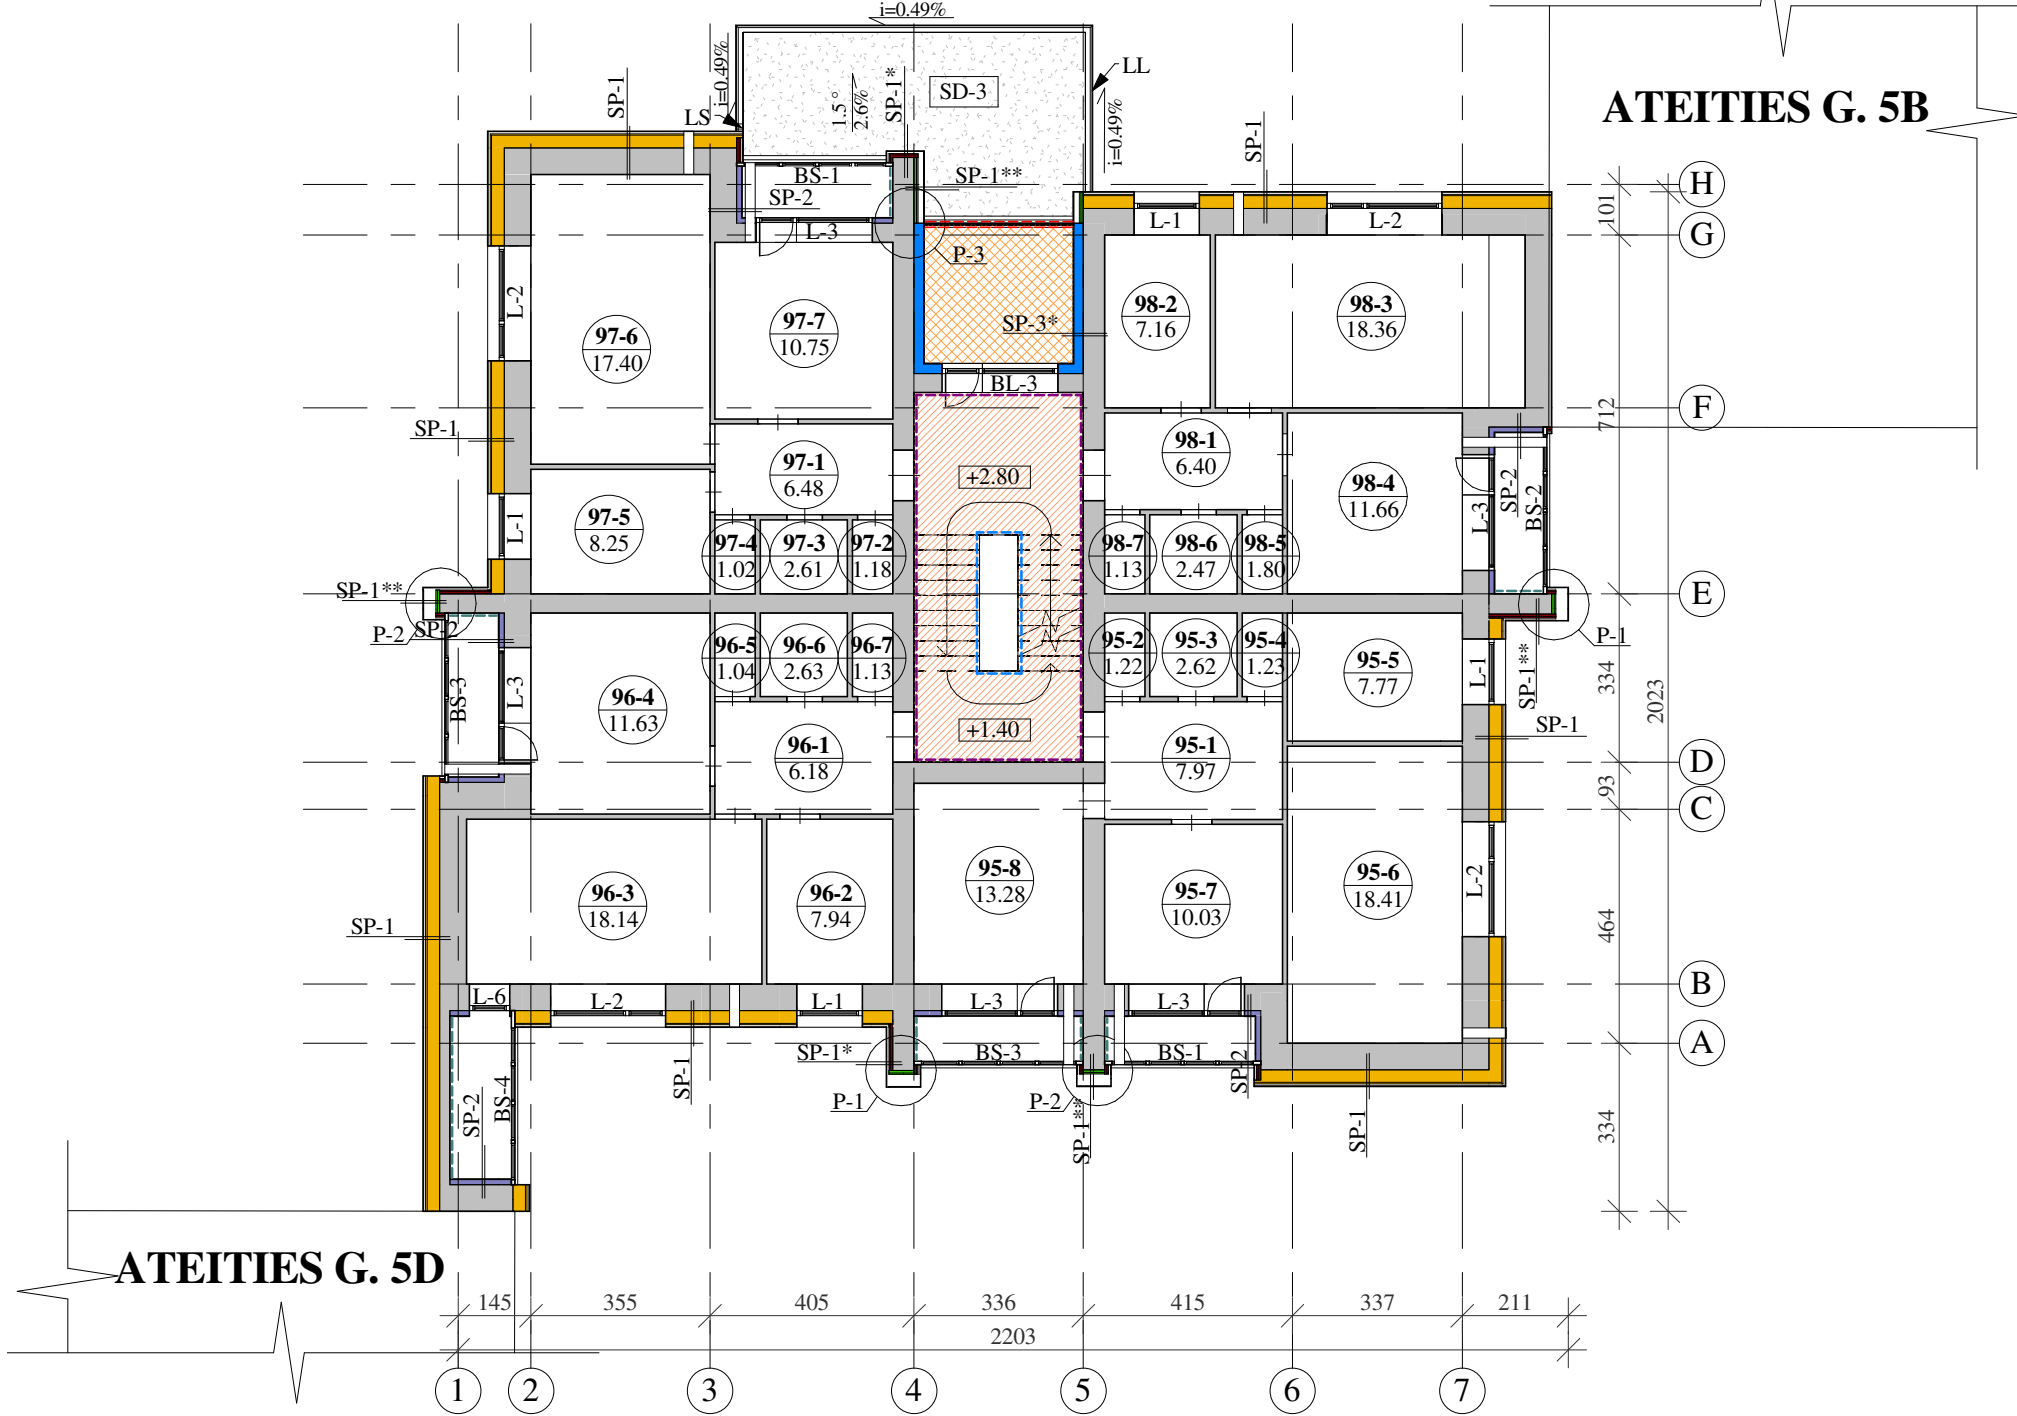 i=0.49%
i=0.49%
LL
LS
1.5°
2.6%
SP-1*
SD-3
i=0.49%
ATEITIES G. 5B
SP-1
SP-1
BS-1
SP-1**
SP-2
L-3
P-3
L-1
L-2
H
101
G
L-2
97-6
17.40
97-7
10.75
SP-3*
98-2
7.16
98-3
18.36
BL-3
F
712
SP-1
97-1
6.48
+2.80
98-1
6.40
98-4
11.66
SP-2
BS-2
L-3
L-1
97-5
8.25
97-4
1.02
97-3
2.61
97-2
1.18
98-7
1.13
98-6
2.47
98-5
1.80
SP-1**
E
P-2
SP-2
P-1
96-5
1.04
96-6
2.63
96-7
1.13
95-2
1.22
95-3
2.62
95-4
1.23
95-5
7.77
L-1
SP-1**
334
2023
BS-3
L-3
96-4
11.63
96-1
6.18
+1.40
95-1
7.97
SP-1
D
93
C
SP-1
96-3
18.14
96-2
7.94
95-8
13.28
95-7
10.03
95-6
18.41
L-2
464
B
L-6
L-2
L-1
L-3
L-3
A
SP-1*
BS-3
BS-1
SP-2
SP-1
SP-2
BS-4
P-1
P-2
SP-1**
SP-1
334
ATEITIES G. 5D
145
355
405
336
415
337
211
2203
1
2
3
4
5
6
7